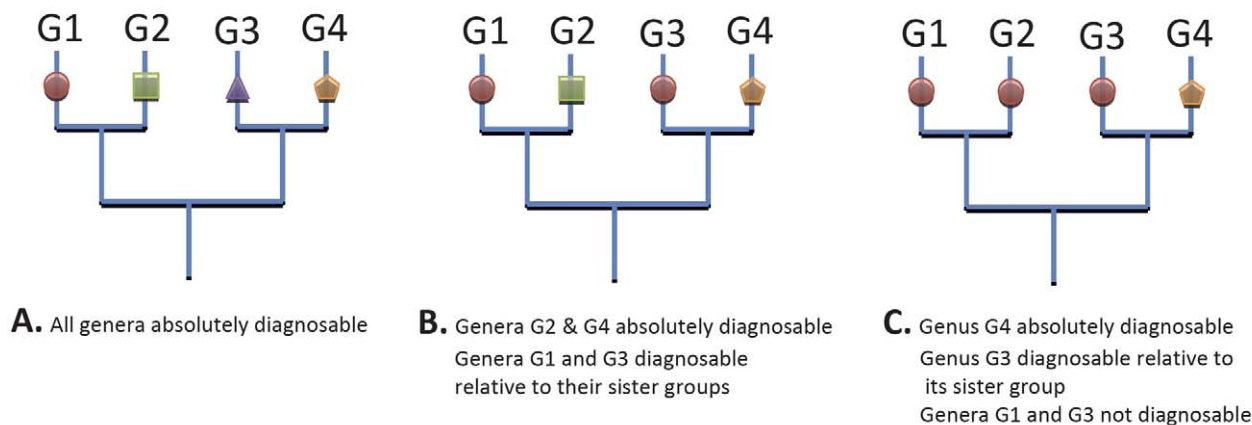 G1 G2 G3 G4
G1 G2 G3 G4
G1 G2 G3 G4
A. All genera absolutely diagnosable
B. Genera G2 & G4 absolutely diagnosable
Genera G1 and G3 diagnosable
relative to their sister groups
C. Genus G4 absolutely diagnosable
Genus G3 diagnosable relative to
its sister group
Genera G1 and G3 not diagnosable